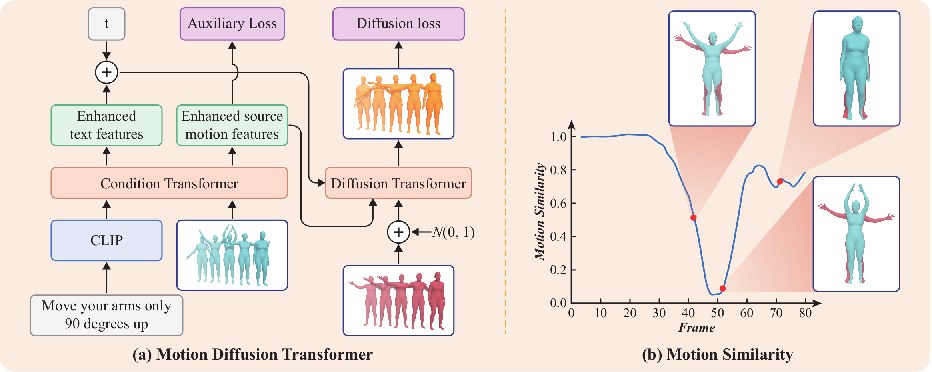 t
Auxiliary Loss
Diffusion loss
+
Enhanced
text features
Enhanced source
motion features
Condition Transformer
Diffusion Transformer
CLIP
+
N(0, 1)
Move your arms only
90 degrees up
(a) Motion Diffusion Transformer
Motion Similarity
1.0
0.8
0.6
0.4
0.2
0.0
0 10 20 30 40 50 60 70 80
Frame
(b) Motion Similarity